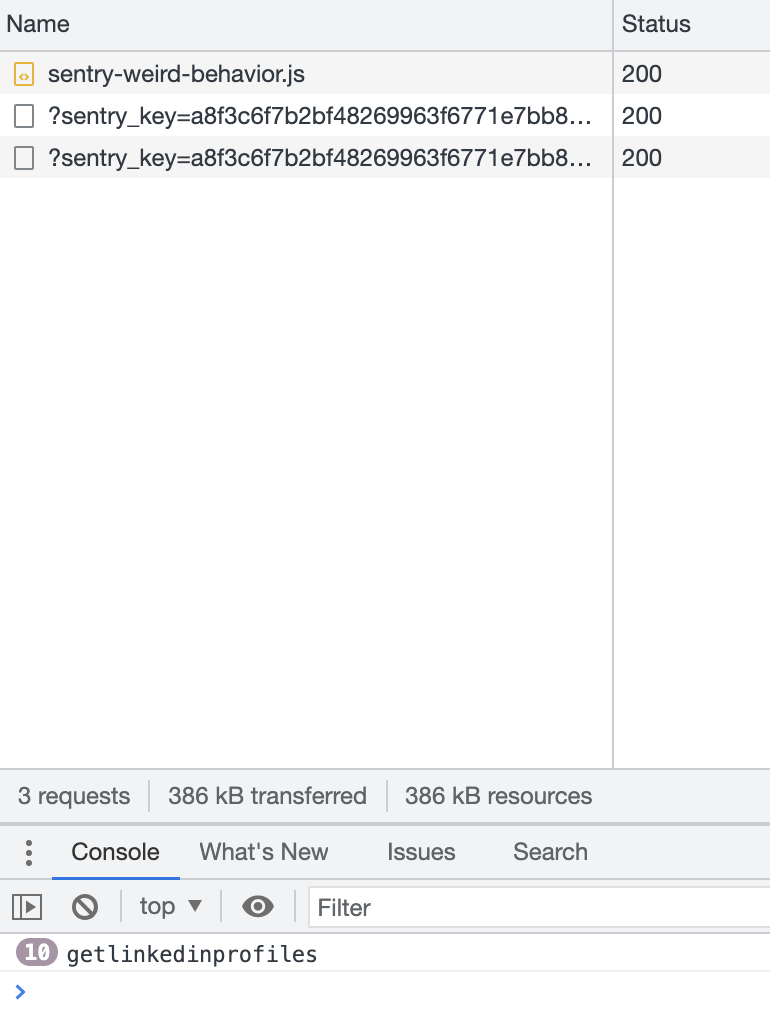 Name Status
sentry-weird-behavior.js 200
?sentry_key=a8f3c6f7b2bf48269963f6771e7bb8... 200
?sentry_key=a8f3c6f7b2bf48269963f6771e7bb8... 200
3 requests 386 kB transferred 386 kB resources
Console What's New Issues Search
top Filter
10 getlinkedinprofiles